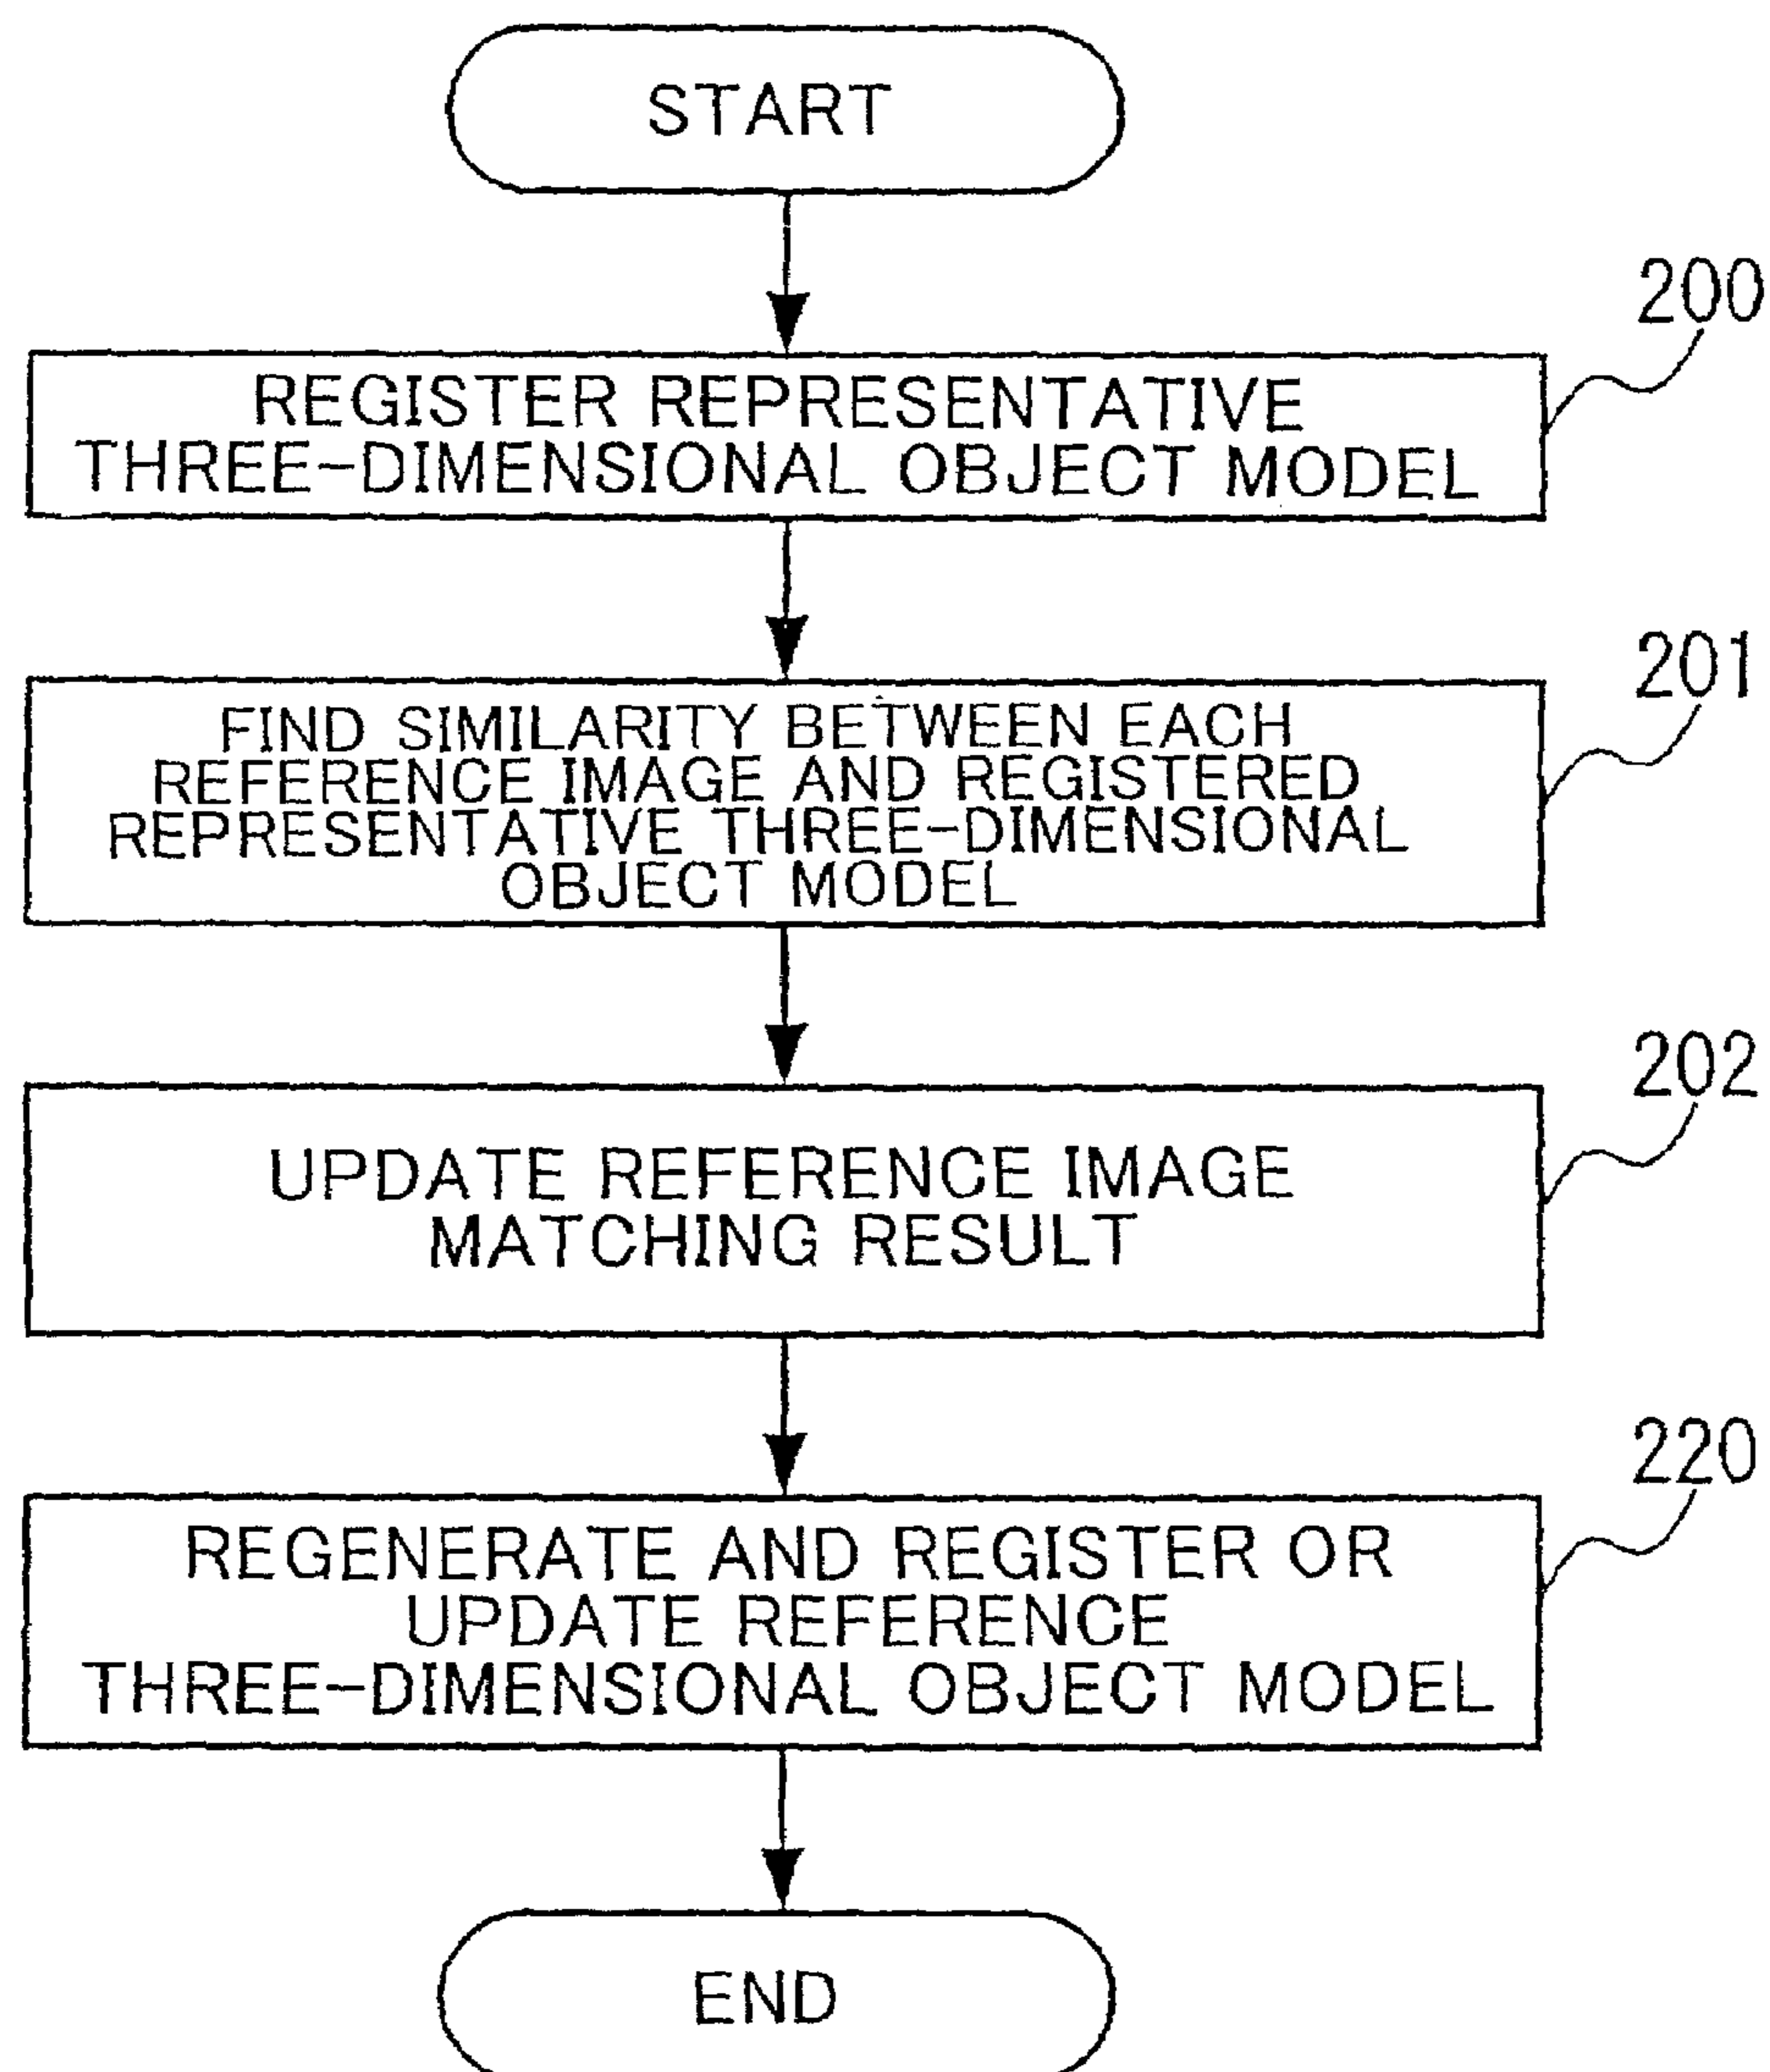 START
200
REGISTER REPRESENTATIVE
THREE-DIMENSIONAL OBJECT MODEL
201
FIND SIMILARITY BETWEEN EACH
REFERENCE IMAGE AND REGISTERED
REPRESENTATIVE THREE-DIMENSIONAL
OBJECT MODEL
202
UPDATE REFERENCE IMAGE
MATCHING RESULT
220
REGENERATE AND REGISTER OR
UPDATE REFERENCE
THREE-DIMENSIONAL OBJECT MODEL
END